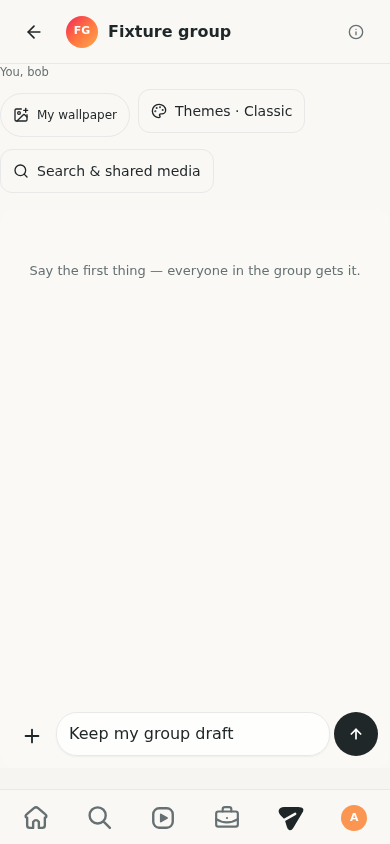 FG Fixture group
You, bob
My wallpaper
Themes · Classic
Search & shared media
Say the first thing — everyone in the group gets it.
Keep my group draft
A